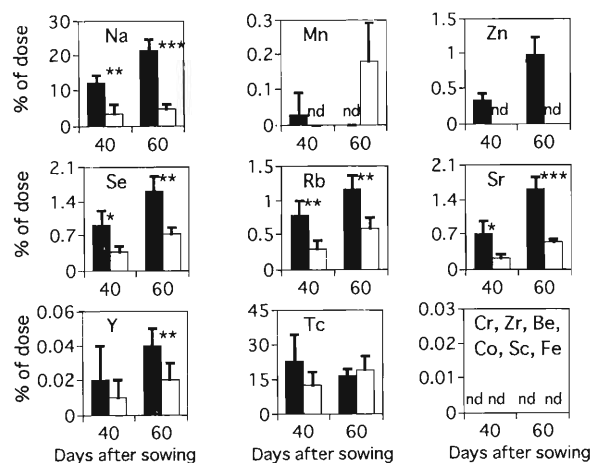 30 Na 0.3 Mn 1.5 Zn
20 ** *** 0.2 1.0
10 0.1 nd nd 0.5 nd nd
0 0 0
40 60 40 60 40 60
% of dose
2.1 Se ** 1.5 Rb ** 2.1 Sr ***
1.4 * 1 ** 1.4 *
0.7 0.5 0.7
0 0 0
40 60 40 60 40 60
% of dose
0.06 Y 45 Tc 0.03 Cr, Zr, Be,
0.04 ** 30 0.02 Co, Sc, Fe
0.02 15 0.01
0.00 0 0 nd nd nd nd
40 60 40 60 40 60
% of dose
Days after sowing Days after sowing Days after sowing